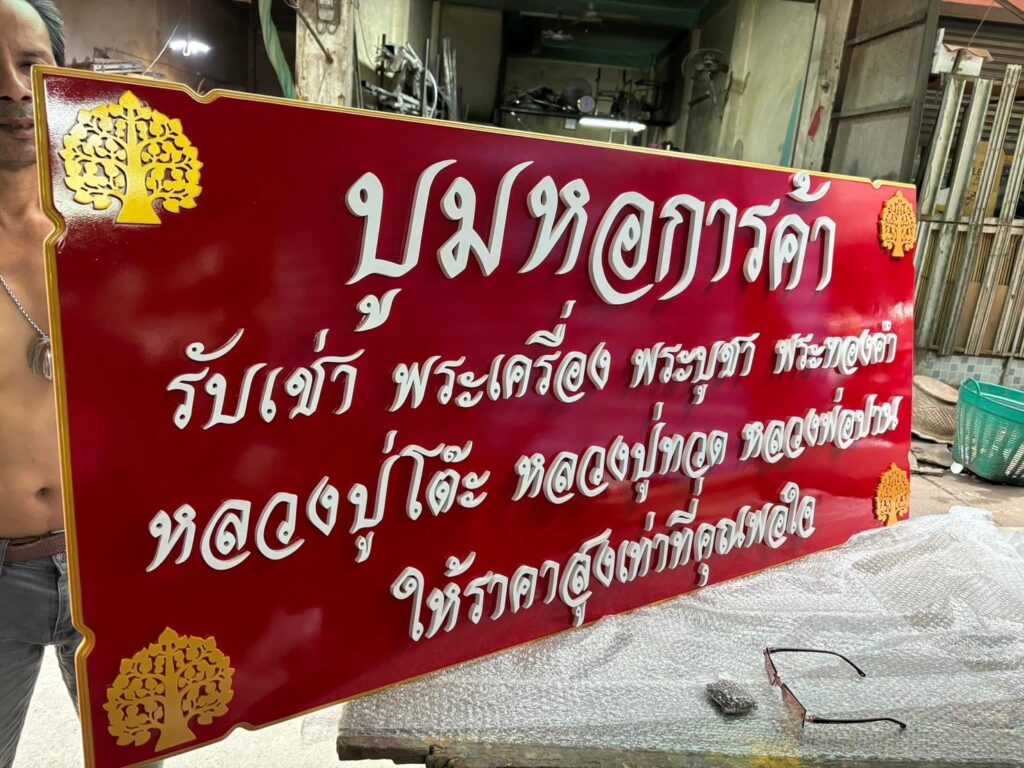 ปูมหอการค้า
รับเช่า พระเครื่อง พระบูชา พระทองคำ
หลวงปู่โต๊ะ หลวงปู่ทวด หลวงพ่อปาน
ให้ราคาสูงเท่าที่คุณพอใจ